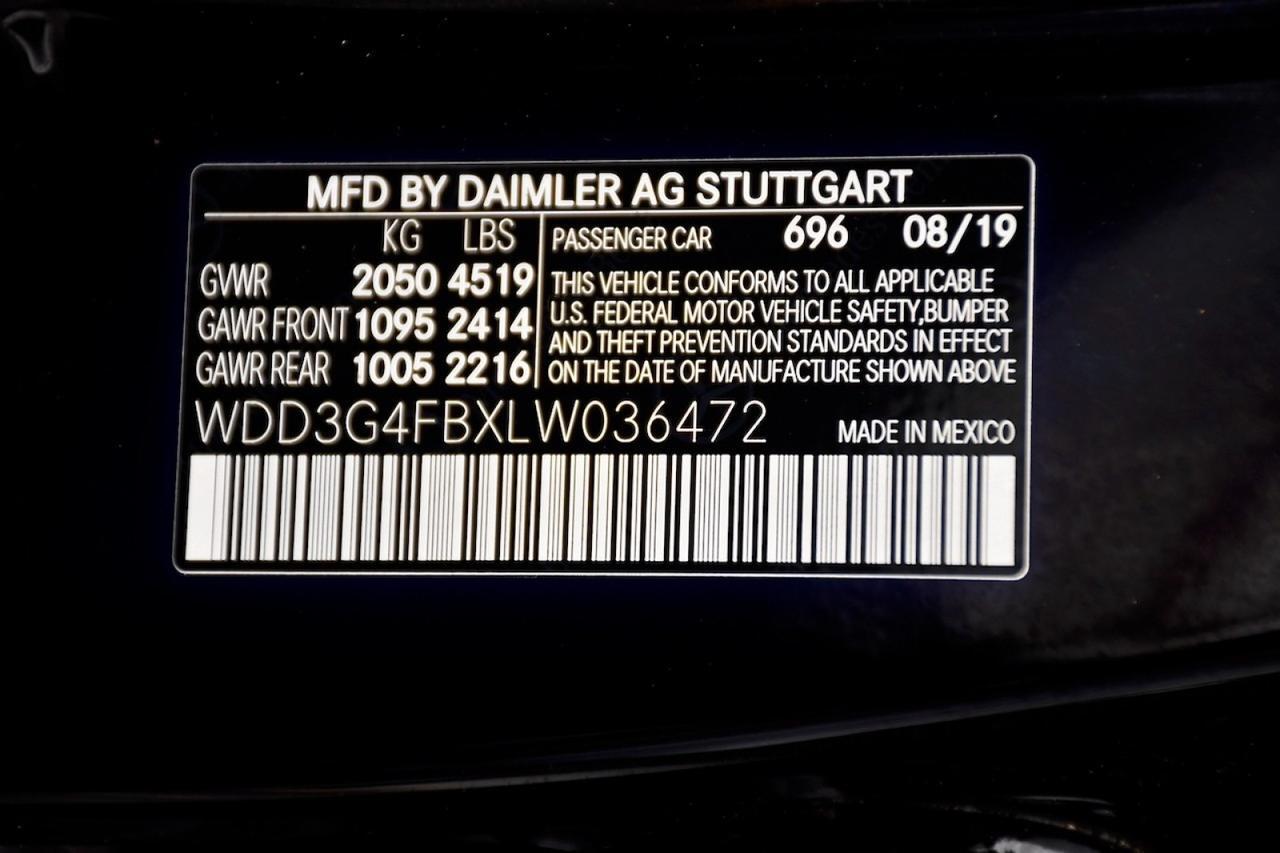 MFD BY DAIMLER AG STUTTGART
KG LBS
GVWR 2050 4519
GAWR FRONT 1095 2414
GAWR REAR 1005 2216
PASSENGER CAR 696 08/19
THIS VEHICLE CONFORMS TO ALL APPLICABLE
U.S. FEDERAL MOTOR VEHICLE SAFETY,BUMPER
AND THEFT PREVENTION STANDARDS IN EFFECT
ON THE DATE OF MANUFACTURE SHOWN ABOVE
WDD3G4FBXLW036472 MADE IN MEXICO